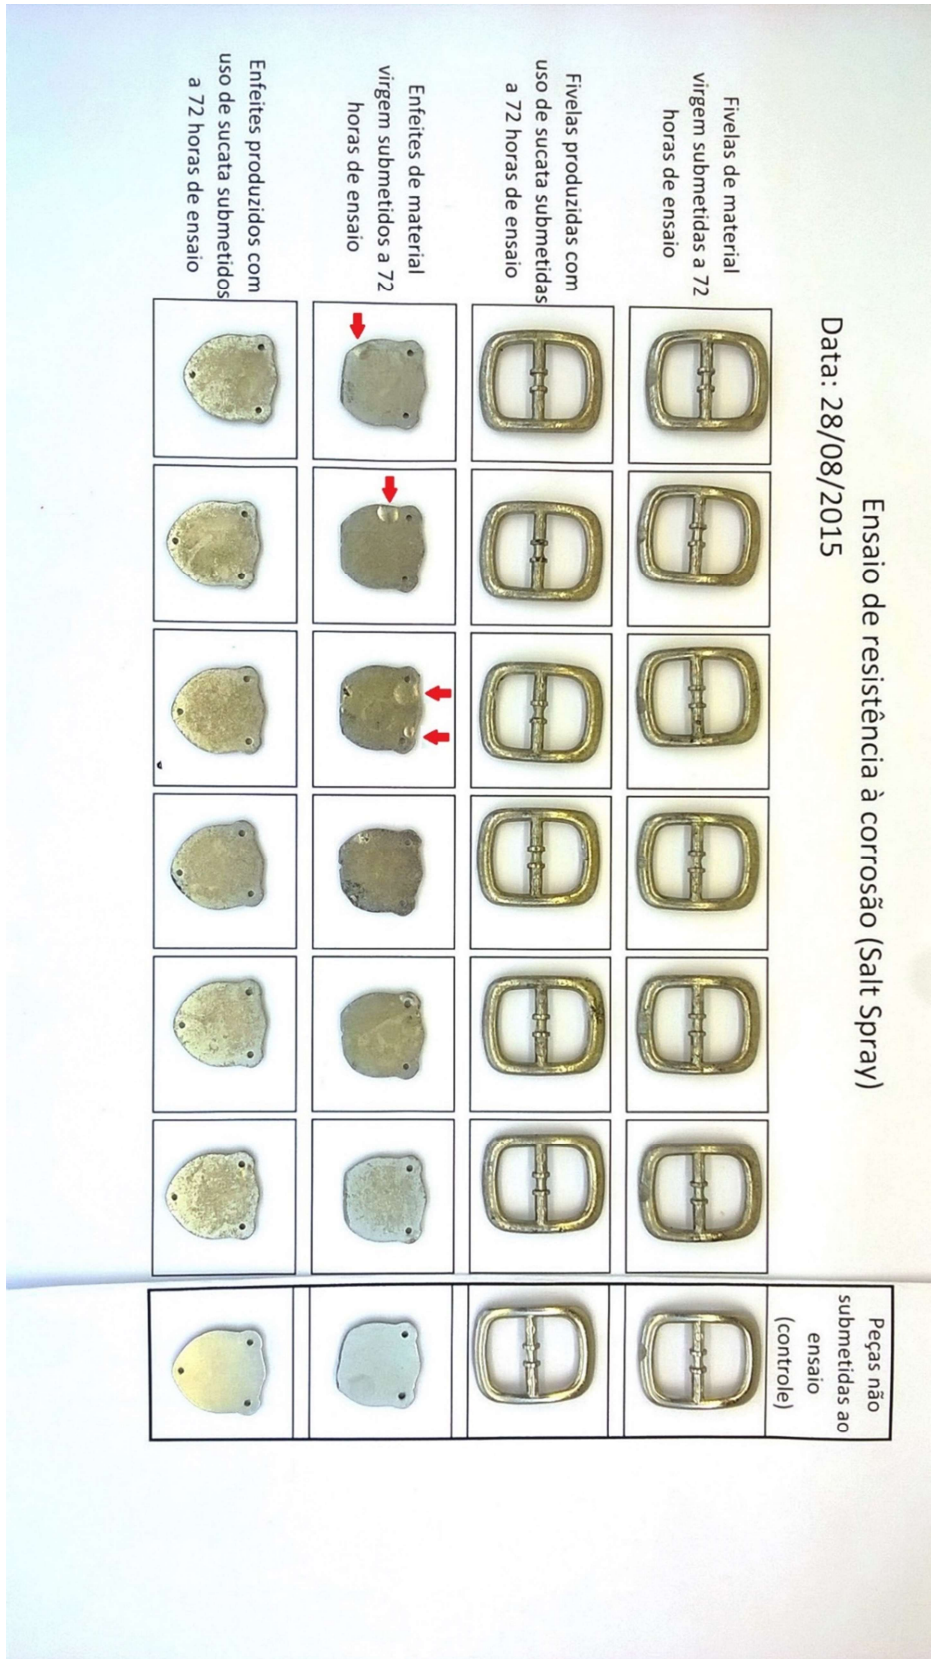 Ensaio de resistência à corrosão (Salt Spray)
Data: 28/08/2015
Peças não
submetidas ao
ensaio
(controle)
Fivelas de material
virgem submetidas a 72
horas de ensaio
Fivelas produzidas com
uso de sucata submetidas
a 72 horas de ensaio
Enfeites de material
virgem submetidos a 72
horas de ensaio
Enfeites produzidos com
uso de sucata submetidos
a 72 horas de ensaio